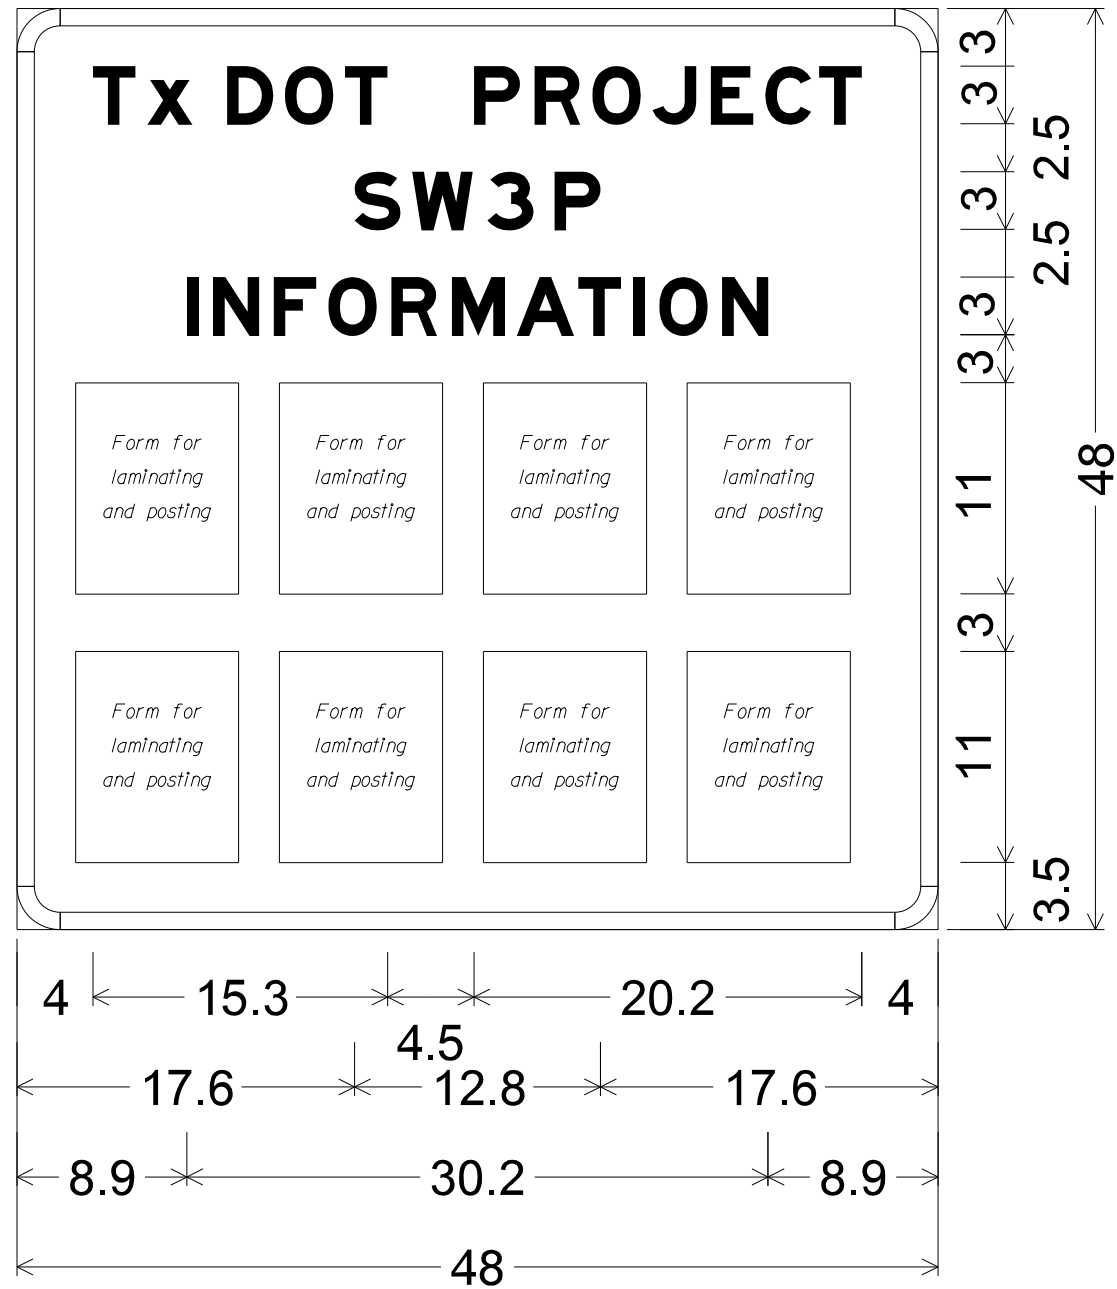 Tx DOT PROJECT
SW3P
INFORMATION
Form for
laminating
and posting
Form for
laminating
and posting
Form for
laminating
and posting
Form for
laminating
and posting
Form for
laminating
and posting
Form for
laminating
and posting
Form for
laminating
and posting
Form for
laminating
and posting
3
3
2.5
3
2.5
3
3
11
3
11
3.5
48
4
15.3
4.5
20.2
4
17.6
12.8
17.6
8.9
30.2
8.9
48